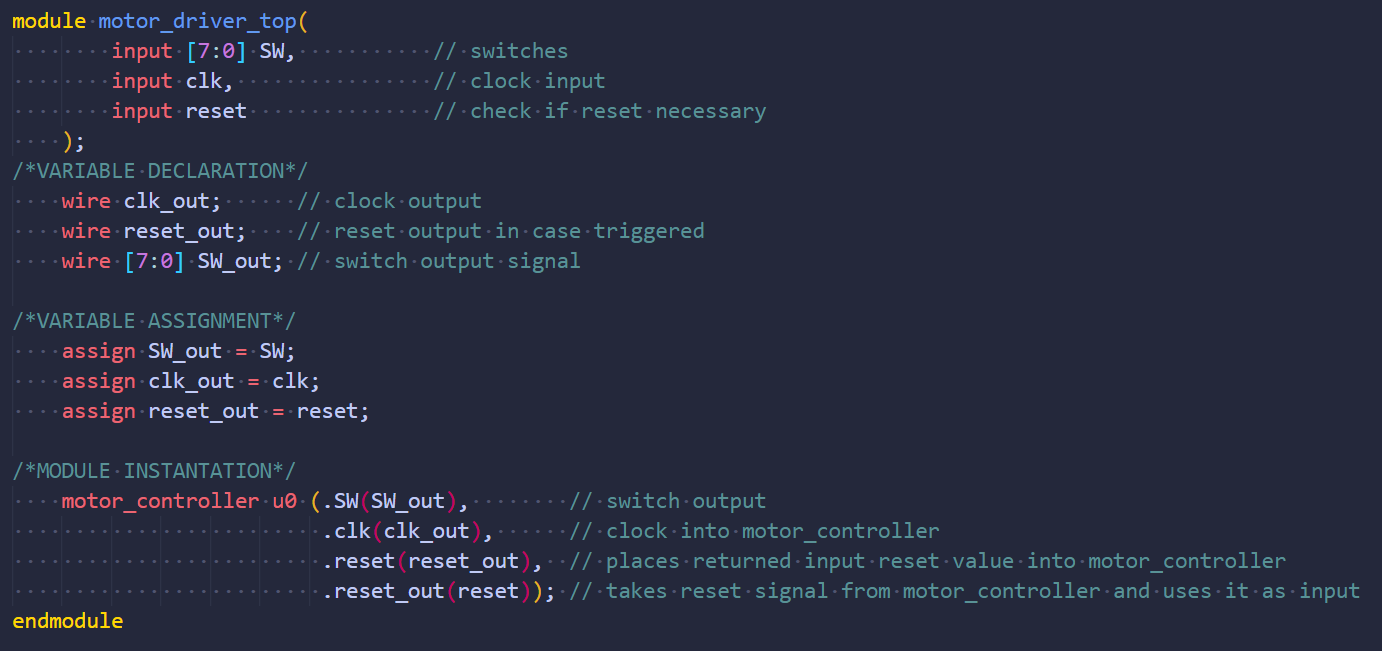 module motor_driver_top(
        input [7:0] SW,           // switches
        input clk,                // clock input
        input reset               // check if reset necessary
    );
/*VARIABLE DECLARATION*/
    wire clk_out;      // clock output
    wire reset_out;    // reset output in case triggered
    wire [7:0] SW_out; // switch output signal

/*VARIABLE ASSIGNMENT*/
    assign SW_out = SW;
    assign clk_out = clk;
    assign reset_out = reset;

/*MODULE INSTANTATION*/
    motor_controller u0 (.SW(SW_out),        // switch output
                         .clk(clk_out),      // clock into motor_controller
                         .reset(reset_out),  // places returned input reset value into motor_controller
                         .reset_out(reset)); // takes reset signal from motor_controller and uses it as input
endmodule